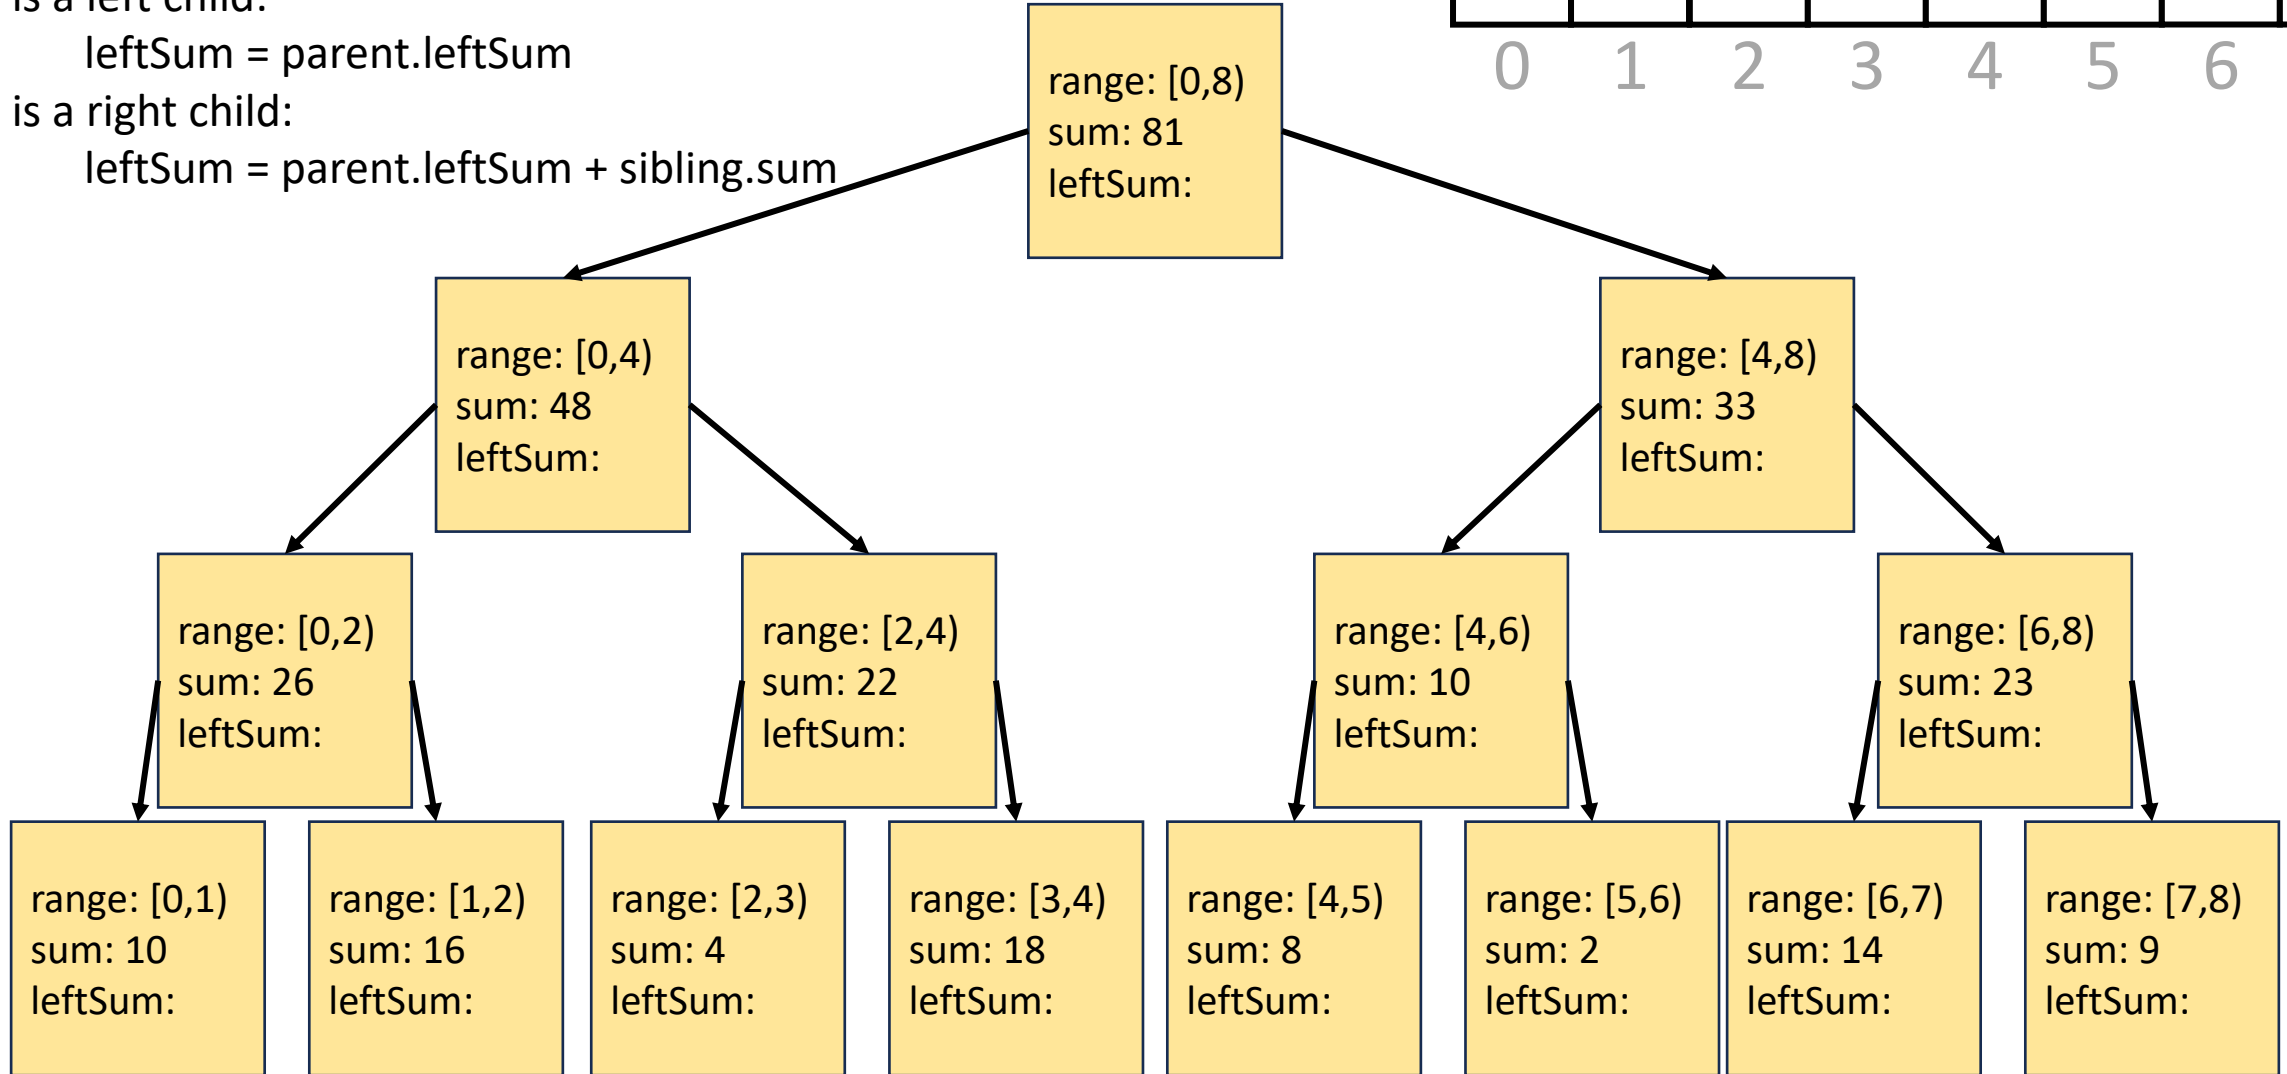 is a left child:
leftSum = parent.leftSum
is a right child:
leftSum = parent.leftSum + sibling.sum
0 1 2 3 4 5 6
range: [0,8)
sum: 81
leftSum:
range: [0,4)
sum: 48
leftSum:
range: [4,8)
sum: 33
leftSum:
range: [0,2)
sum: 26
leftSum:
range: [2,4)
sum: 22
leftSum:
range: [4,6)
sum: 10
leftSum:
range: [6,8)
sum: 23
leftSum:
range: [0,1)
sum: 10
leftSum:
range: [1,2)
sum: 16
leftSum:
range: [2,3)
sum: 4
leftSum:
range: [3,4)
sum: 18
leftSum:
range: [4,5)
sum: 8
leftSum:
range: [5,6)
sum: 2
leftSum:
range: [6,7)
sum: 14
leftSum:
range: [7,8)
sum: 9
leftSum: